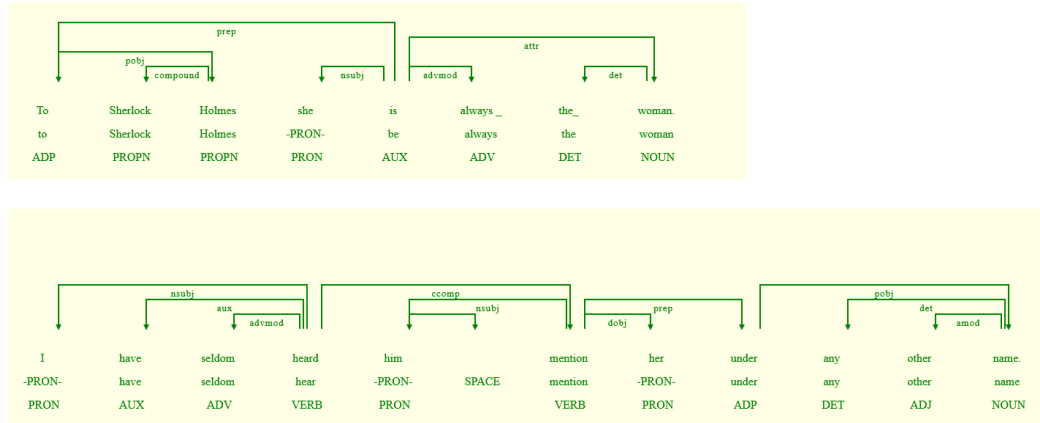 prep
attr
pobj
compound nsubj advmod det
To Sherlock Holmes she is always _ the_ woman.
to Sherlock Holmes -PRON- be always the woman
ADP PROPN PROPN PRON AUX ADV DET NOUN
nsubj ccomp pobj
aux nsubj prep det
advmod dobj amod
I have seldom heard him mention her under any other name.
-PRON- have seldom hear -PRON- SPACE mention -PRON- under any other name
PRON AUX ADV VERB PRON VERB PRON ADP DET ADJ NOUN